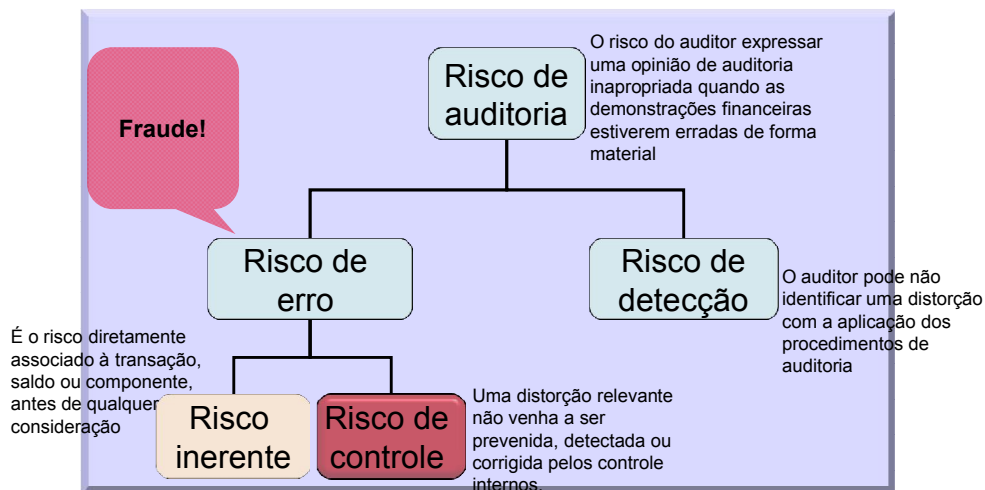 Fraude!
Risco de
auditoria
O risco do auditor expressar
uma opinião de auditoria
inapropriada quando as
demonstrações financeiras
estiverem erradas de forma
material
Risco de
erro
Risco de
detecção
O auditor pode não
identificar uma distorção
com a aplicação dos
procedimentos de
auditoria
É o risco diretamente
associado à transação,
saldo ou componente,
antes de qualquer
consideração
Risco
inerente
Risco de
controle
Uma distorção relevante
não venha a ser
prevenida, detectada ou
corrigida pelos controle
internos.